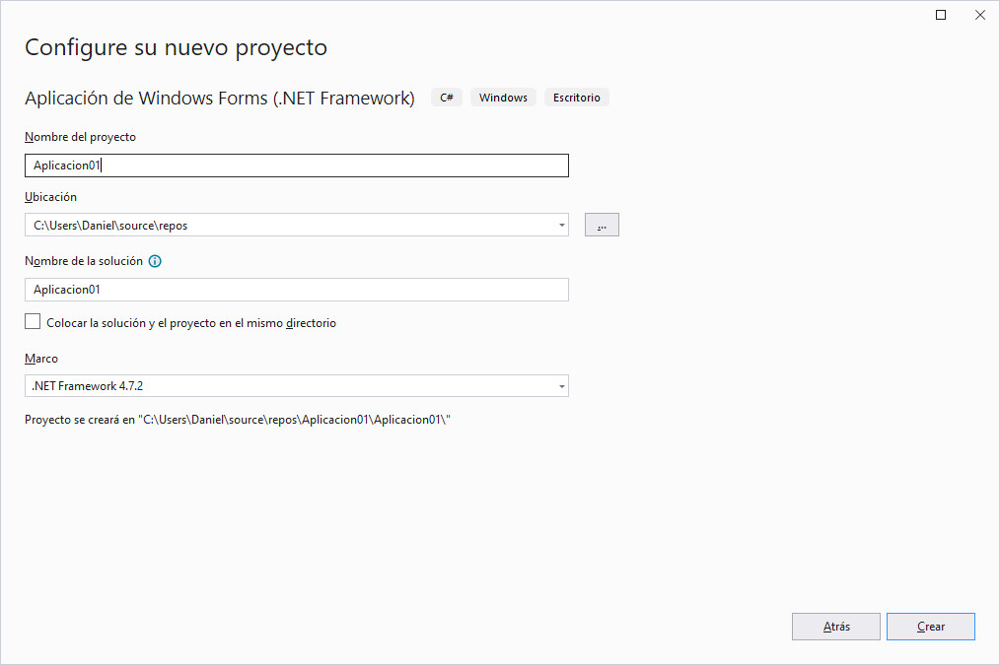 Configure su nuevo proyecto
Aplicación de Windows Forms (.NET Framework) C# Windows Escritorio
Nombre del proyecto
Aplicacion01
Ubicación
C:\Users\Daniel\source\repos
...
Nombre de la solución
Aplicacion01
Colocar la solución y el proyecto en el mismo directorio
Marco
.NET Framework 4.7.2
Proyecto se creará en "C:\Users\Daniel\source\repos\Aplicacion01\Aplicacion01\"
Atrás Crear